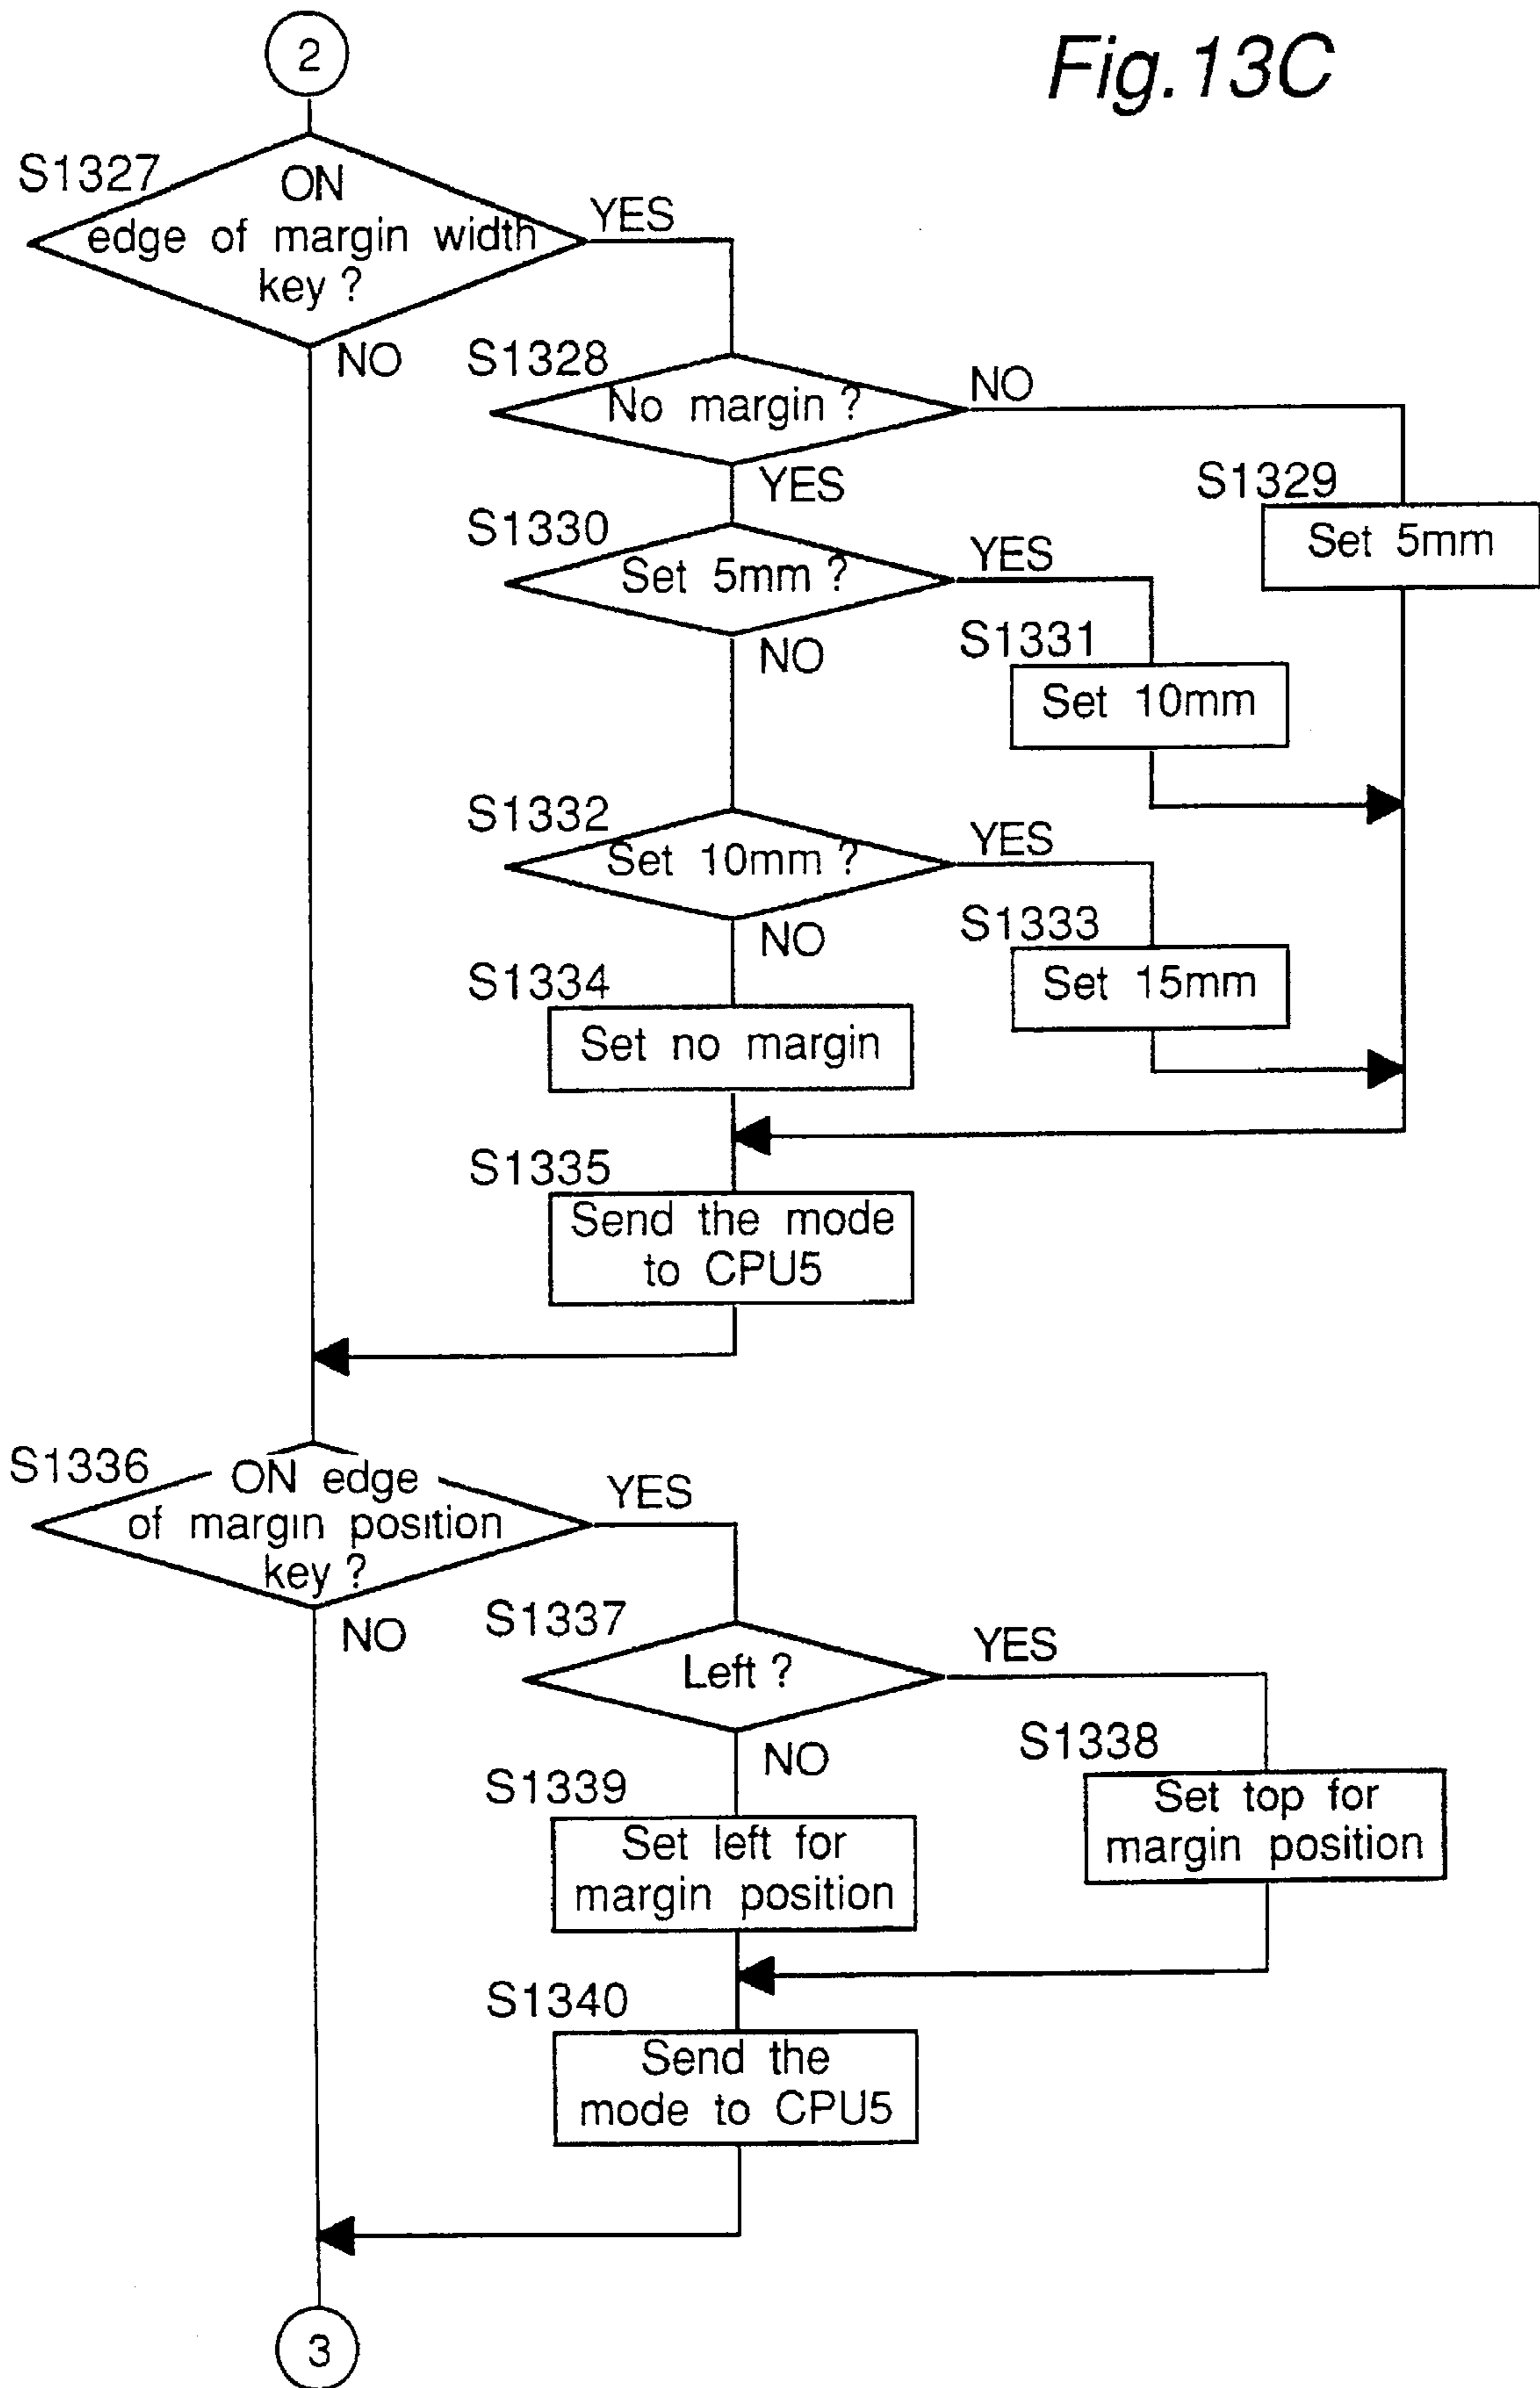 Fig.13C
2
S1327
ON
edge of margin width
key ?
YES
NO
S1328
No margin ?
NO
YES
S1329
Set 5mm
S1330
Set 5mm ?
YES
NO
S1331
Set 10mm
S1332
Set 10mm ?
YES
NO
S1333
Set 15mm
S1334
Set no margin
S1335
Send the mode
to CPU5
S1336
ON edge
of margin position
key ?
YES
NO
S1337
Left ?
YES
NO
S1338
Set top for
margin position
S1339
Set left for
margin position
S1340
Send the
mode to CPU5
3